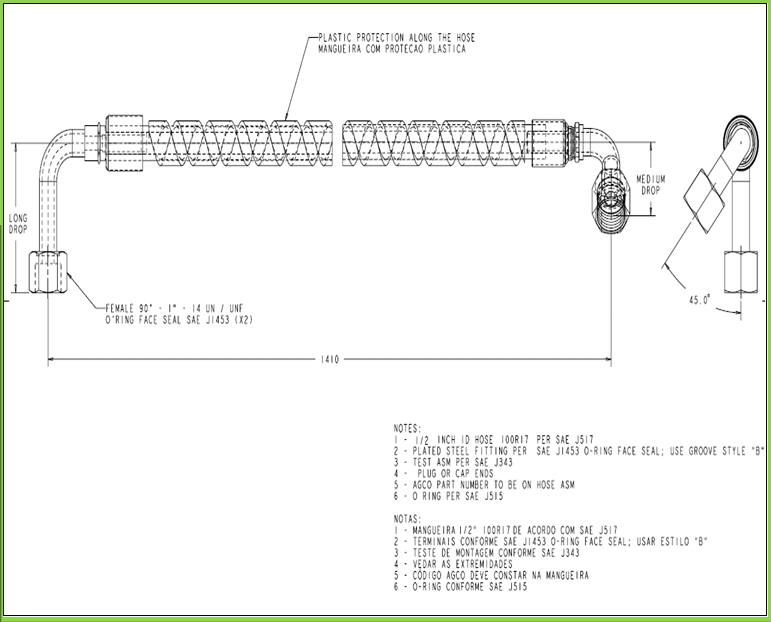 PLASTIC PROTECTION ALONG THE HOSE
MANGUEIRA COM PROTECAO PLASTICA
LONG
DROP
MEDIUM
DROP
45.0°
FEMALE 90° - 1" - 14 UN / UNF
O'RING FACE SEAL SAE J1453 (X2)
1410
NOTES:
1 - 1/2 INCH ID HOSE 100R17 PER SAE J517
2 - PLATED STEEL FITTING PER SAE J1453 O-RING FACE SEAL; USE GROOVE STYLE "B"
3 - TEST ASM PER SAE J343
4 - PLUG OR CAP ENDS
5 - AGCO PART NUMBER TO BE ON HOSE ASM
6 - O RING PER SAE J515
NOTAS:
1 - MANGUEIRA 1/2" 100R17 DE ACORDO COM SAE J517
2 - TERMINAIS CONFORME SAE J1453 O-RING FACE SEAL; USAR ESTILO "B"
3 - TESTE DE MONTAGEM CONFORME SAE J343
4 - VEDAR AS EXTREMIDADES
5 - CÓDIGO AGCO DEVE CONSTAR NA MANGUEIRA
6 - O-RING CONFORME SAE J515